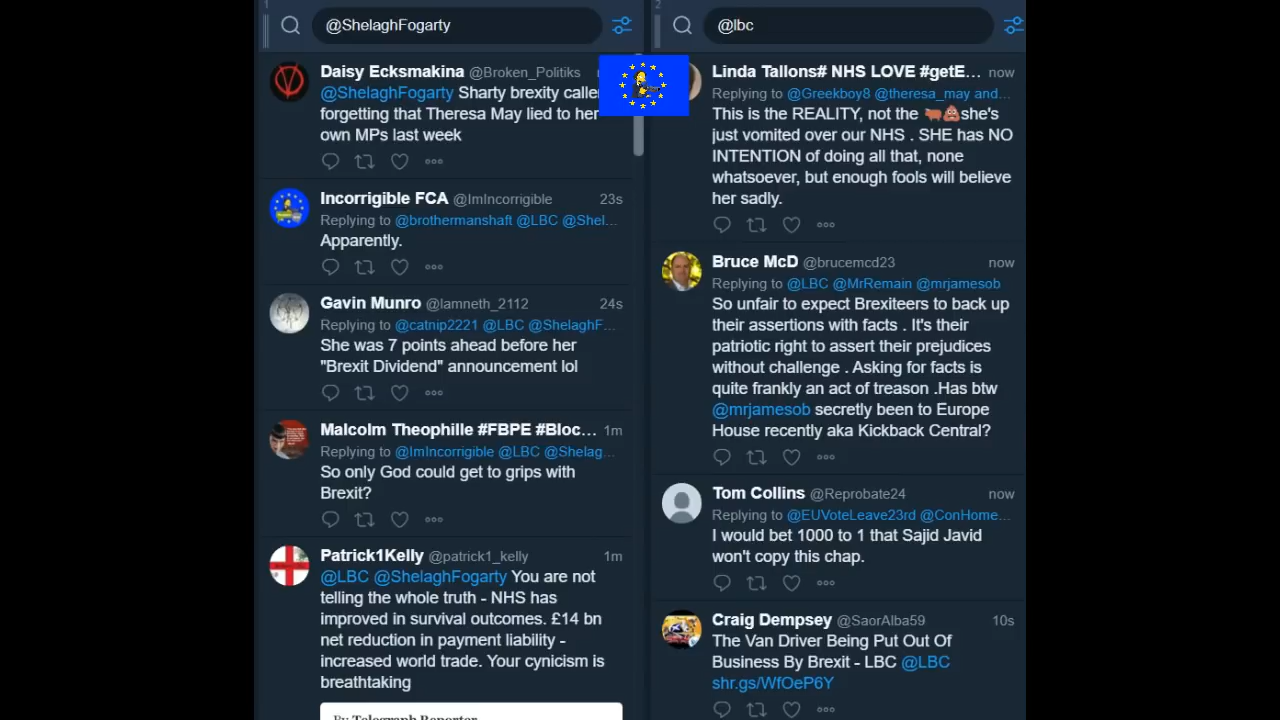 1
@ShelaghFogarty
Daisy Ecksmakina @Broken_Politiks
@ShelaghFogarty Sharty brexity calle
forgetting that Theresa May lied to her
own MPs last week
Incorrigible FCA @ImIncorrigible 23s
Replying to @brothermanshaft @LBC @Shel...
Apparently.
Gavin Munro @lamneth_2112 24s
Replying to @catnip2221 @LBC @ShelaghF...
She was 7 points ahead before her
"Brexit Dividend" announcement lol
Malcolm Theophille #FBPE #Bloc... 1m
Replying to @ImIncorrigible @LBC @Shelag...
So only God could get to grips with
Brexit?
Patrick1Kelly @patrick1_kelly 1m
@LBC @ShelaghFogarty You are not
telling the whole truth - NHS has
improved in survival outcomes. £14 bn
net reduction in payment liability -
increased world trade. Your cynicism is
breathtaking
By Telegraph Reporter
2
@lbc
Linda Tallons# NHS LOVE #getE... now
Replying to @Greekboy8 @theresa_may and...
This is the REALITY, not the 🐂💩she's
just vomited over our NHS . SHE has NO
INTENTION of doing all that, none
whatsoever, but enough fools will believe
her sadly.
Bruce McD @brucemcd23 now
Replying to @LBC @MrRemain @mrjamesob
So unfair to expect Brexiteers to back up
their assertions with facts . It's their
patriotic right to assert their prejudices
without challenge . Asking for facts is
quite frankly an act of treason .Has btw
@mrjamesob secretly been to Europe
House recently aka Kickback Central?
Tom Collins @Reprobate24 now
Replying to @EUVoteLeave23rd @ConHome...
I would bet 1000 to 1 that Sajid Javid
won't copy this chap.
Craig Dempsey @SaorAlba59 10s
The Van Driver Being Put Out Of
Business By Brexit - LBC @LBC
shr.gs/WfOeP6Y